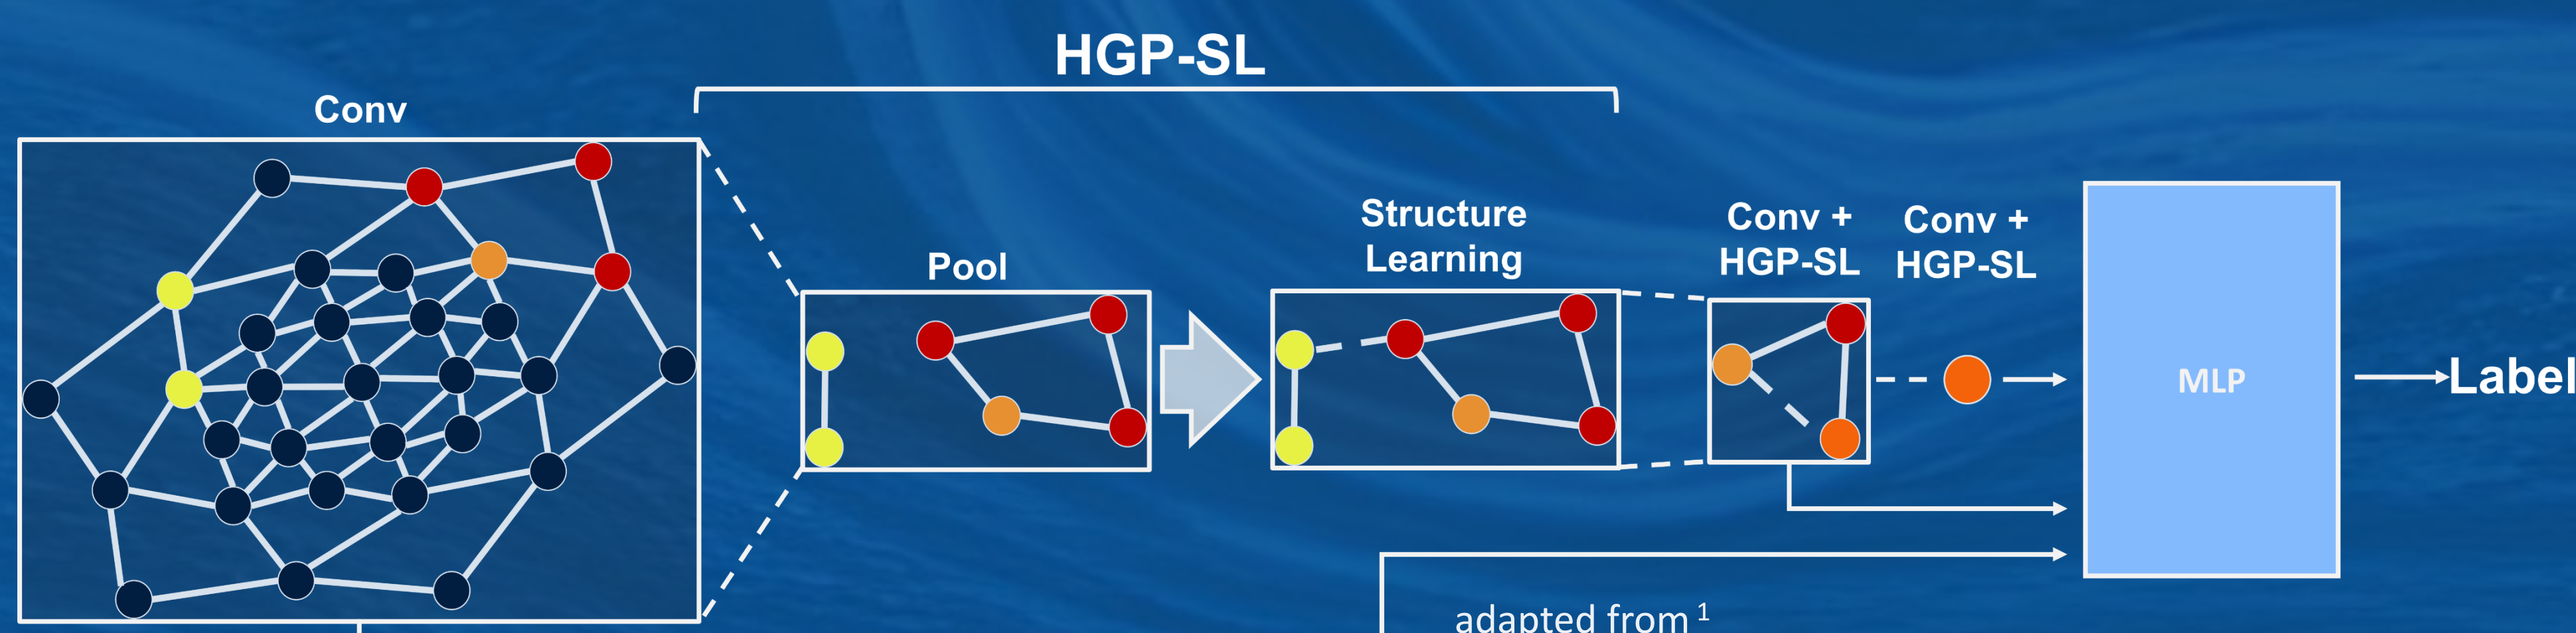 HGP-SL
Conv
Pool
Structure
Learning
Conv +
HGP-SL
Conv +
HGP-SL
MLP
Label
adapted from 1